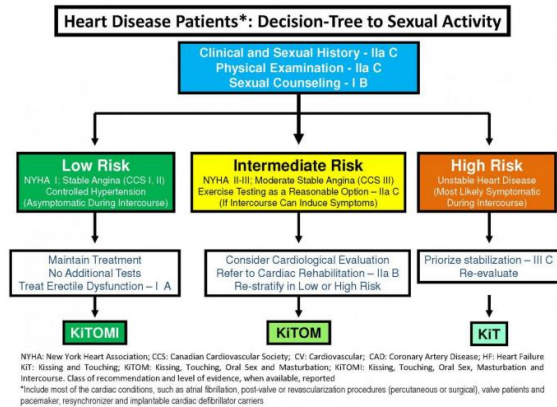 Heart Disease Patients*: Decision-Tree to Sexual Activity
Clinical and Sexual History - IIa C
Physical Examination - IIa C
Sexual Counseling - I B
Low Risk
NYHA I: Stable Angina (CCS I, II)
Controlled Hypertension
(Asymptomatic During Intercourse)
Intermediate Risk
NYHA II-III: Moderate Stable Angina (CCS III)
Exercise Testing as a Reasonable Option – IIa C
(If Intercourse Can Induce Symptoms)
High Risk
Unstable Heart Disease
(Most Likely Symptomatic
During Intercourse)
Maintain Treatment
No Additional Tests
Treat Erectile Dysfunction – I A
Consider Cardiological Evaluation
Refer to Cardiac Rehabilitation – IIa B
Re-stratify in Low or High Risk
Priorize stabilization – III C
Re-evaluate
KiTOMI
KiTOM
KiT
NYHA: New York Heart Association; CCS: Canadian Cardiovascular Society; CV: Cardiovascular; CAD: Coronary Artery Disease; HF: Heart Failure
KiT: Kissing and Touching; KiTOM: Kissing, Touching, Oral Sex and Masturbation; KiTOMI: Kissing, Touching, Oral Sex, Masturbation and
Intercourse. Class of recommendation and level of evidence, when available, reported
*Include most of the cardiac conditions, such as atrial fibrillation, post-valve or revascularization procedures (percutaneous or surgical), valve patients and
pacemaker, resynchronizer and implantable cardiac defibrillator carriers